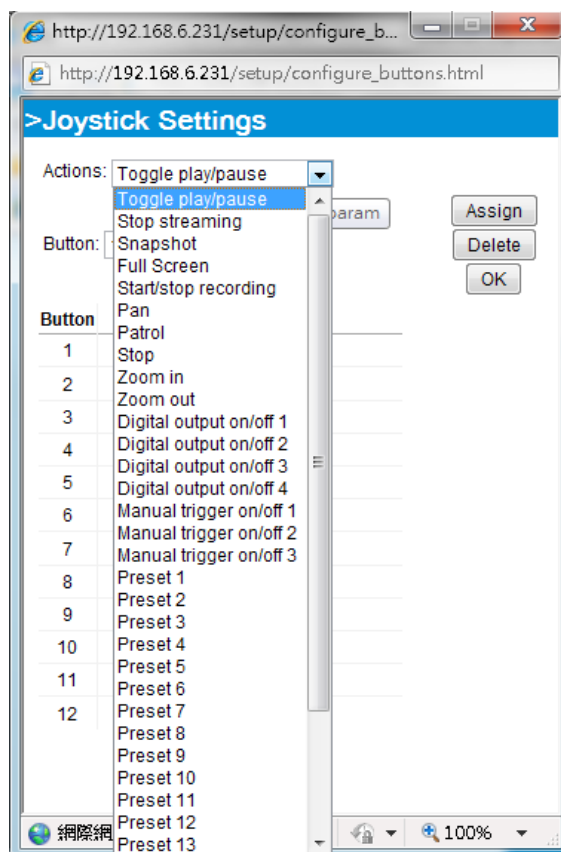 http://192.168.6.231/setup/configure_b...
http://192.168.6.231/setup/configure_buttons.html
>Joystick Settings
Actions: Toggle play/pause
Toggle play/pause
Stop streaming param Assign
Button: Snapshot Delete
Full Screen OK
Start/stop recording
Button Pan
Patrol
1 Stop
2 Zoom in
Zoom out
3 Digital output on/off 1
4 Digital output on/off 2
Digital output on/off 3
5 Digital output on/off 4
6 Manual trigger on/off 1
Manual trigger on/off 2
7 Manual trigger on/off 3
8 Preset 1
Preset 2
9 Preset 3
10 Preset 4
Preset 5
11 Preset 6
12 Preset 7
Preset 8
Preset 9
Preset 10
Preset 11
網際網 Preset 12 100%
Preset 13